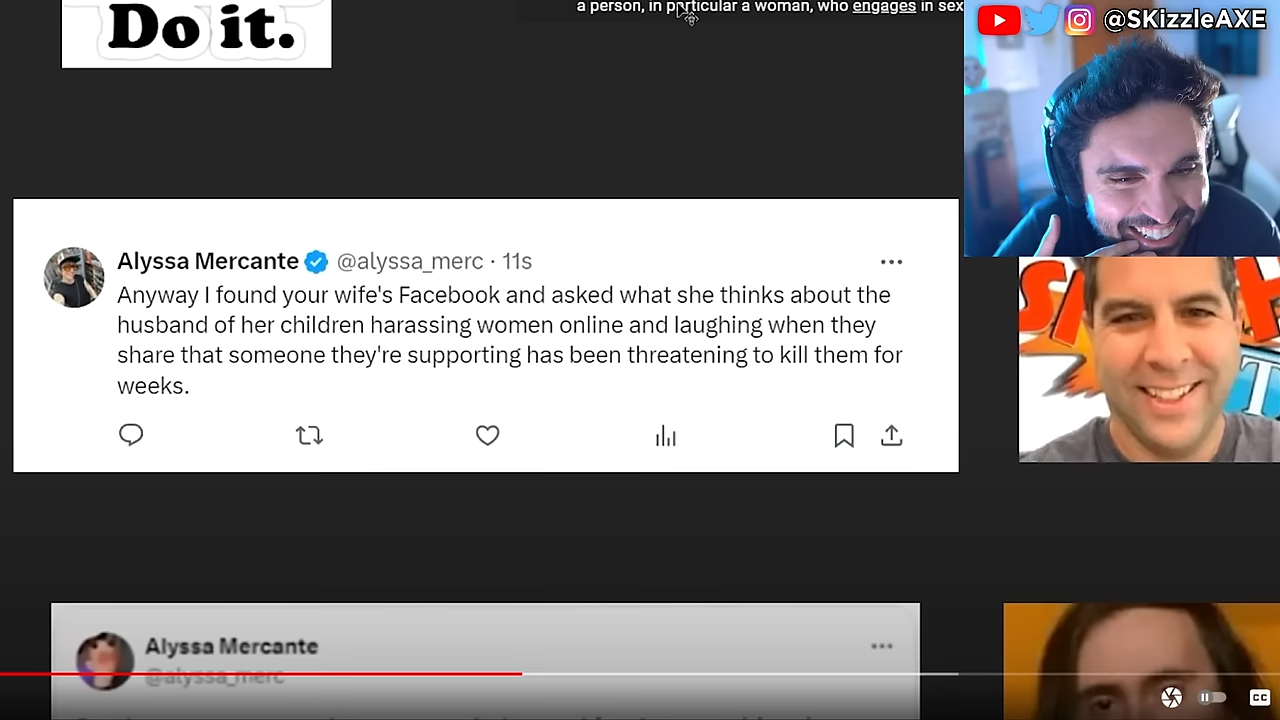 a person, in particular a woman, who engages in sex
@SKizzleAXE
Do it.
Alyssa Mercante @alyssa_merc · 11s
Anyway I found your wife's Facebook and asked what she thinks about the
husband of her children harassing women online and laughing when they
share that someone they're supporting has been threatening to kill them for
weeks.
Alyssa Mercante
@alyssa_merc
CC